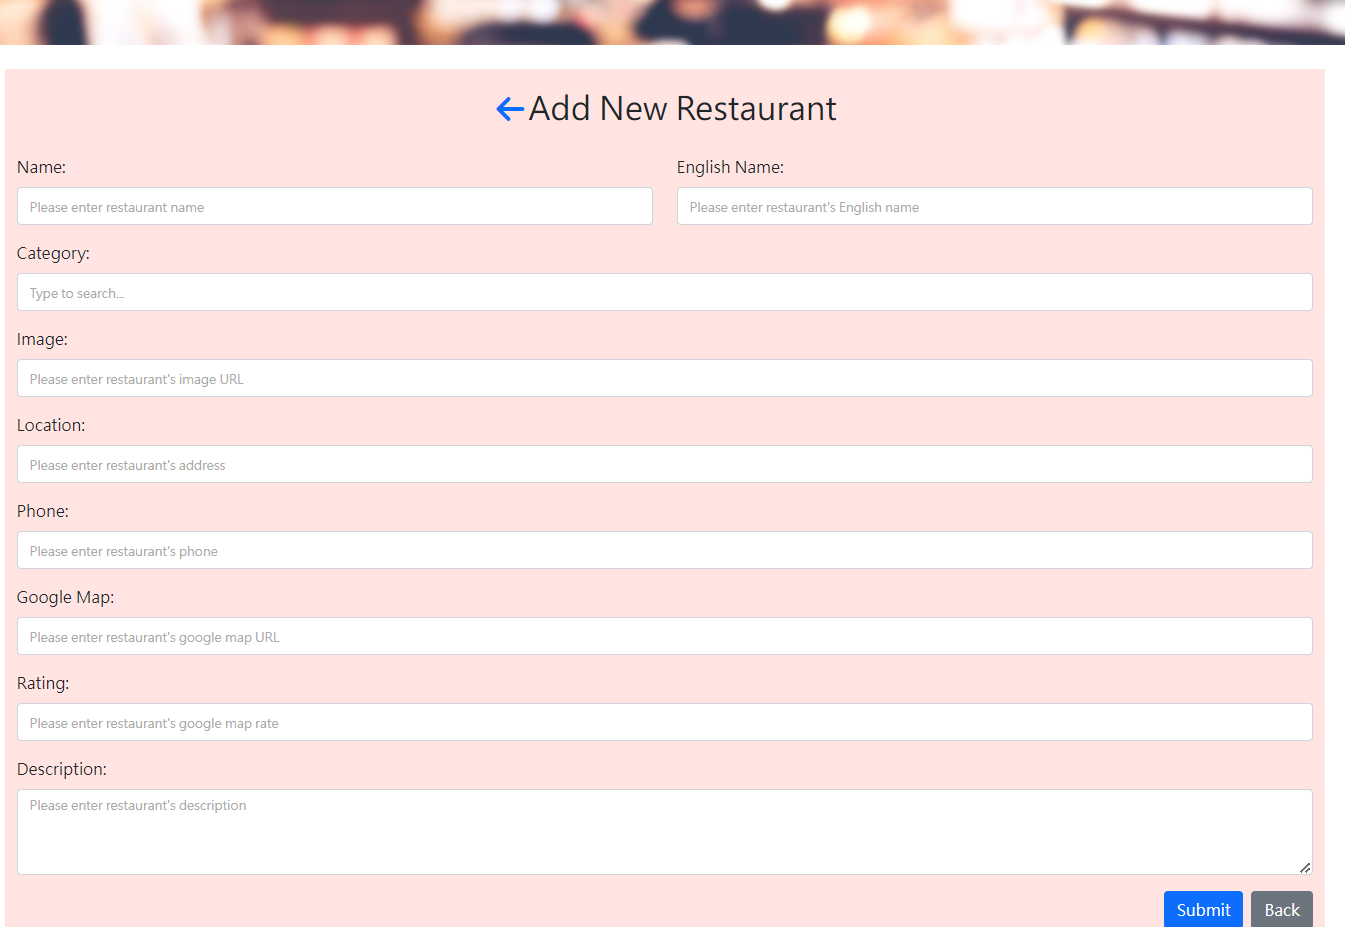 Add New Restaurant
Name:
English Name:
Please enter restaurant name
Please enter restaurant's English name
Category:
Type to search...
Image:
Please enter restaurant's image URL
Location:
Please enter restaurant's address
Phone:
Please enter restaurant's phone
Google Map:
Please enter restaurant's google map URL
Rating:
Please enter restaurant's google map rate
Description:
Please enter restaurant's description
Submit
Back